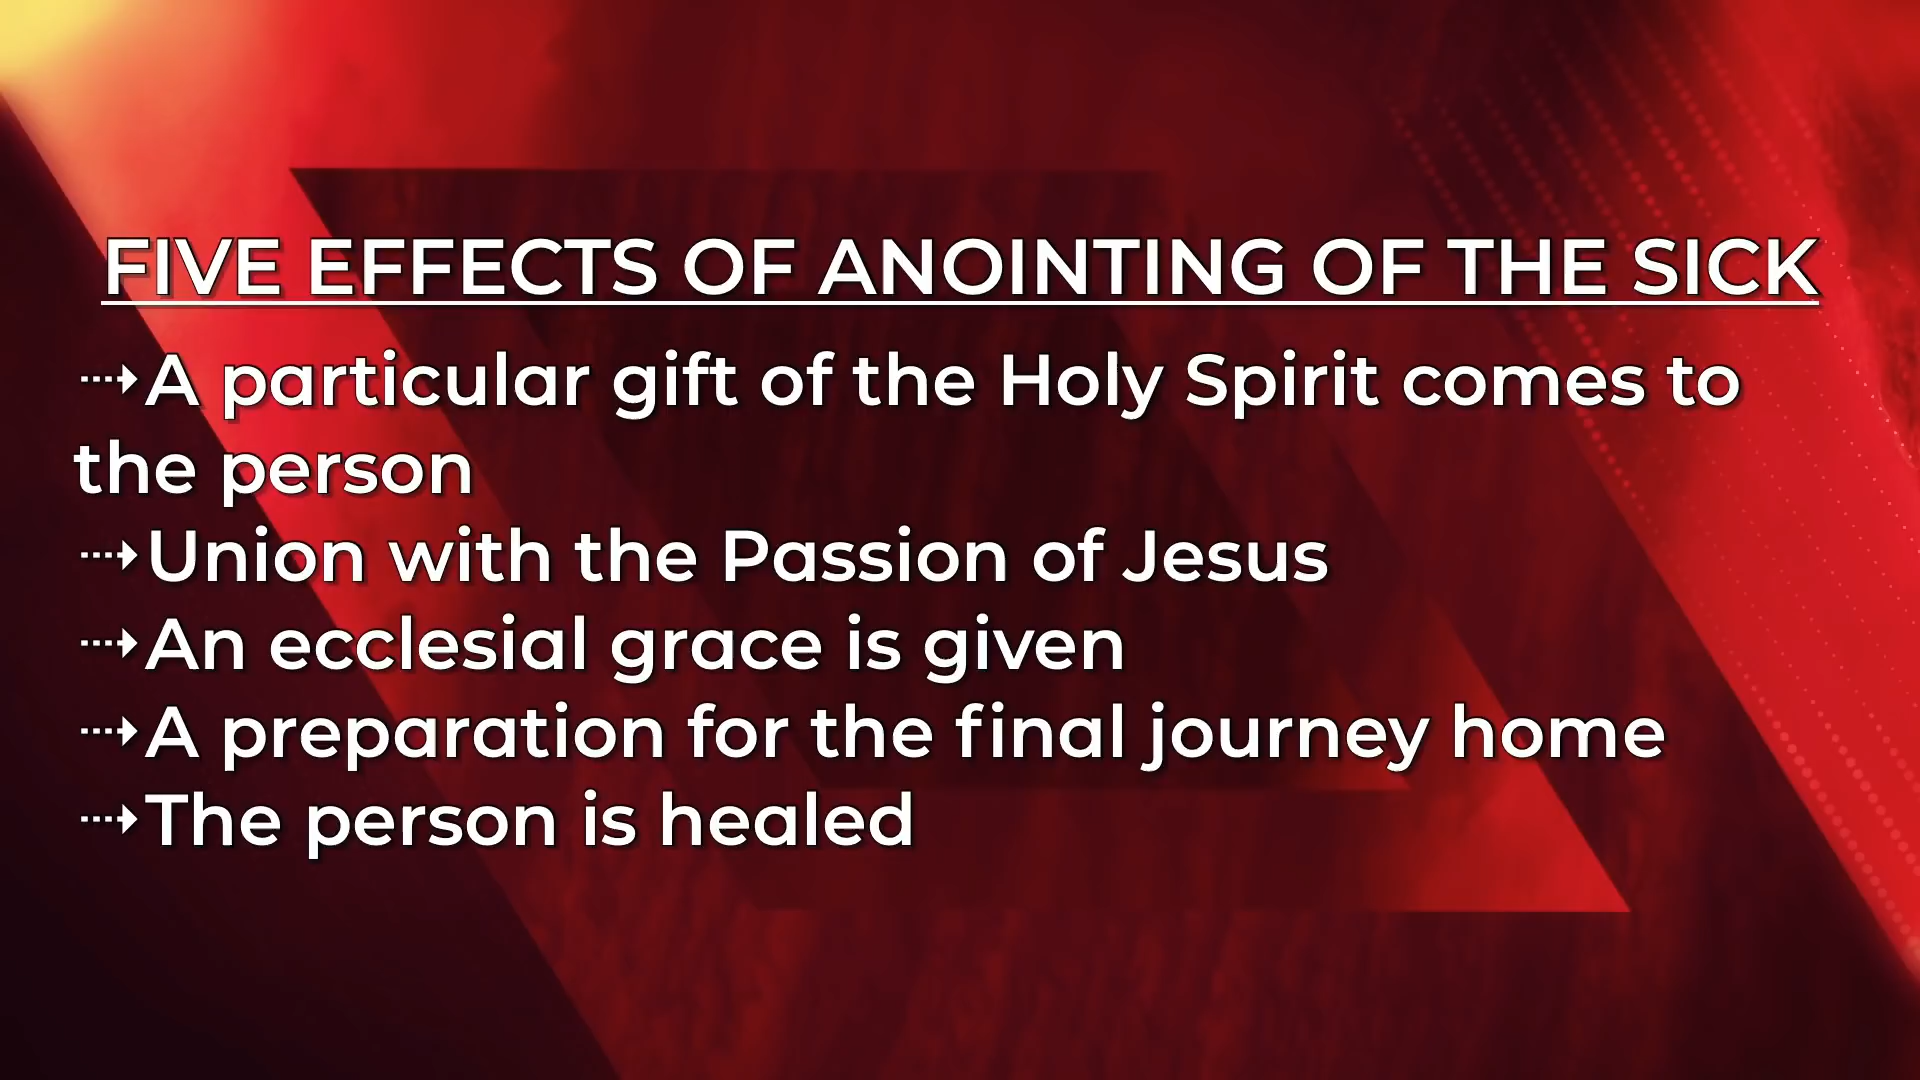 FIVE EFFECTS OF ANOINTING OF THE SICK
⤑A particular gift of the Holy Spirit comes to
the person
⤑Union with the Passion of Jesus
⤑An ecclesial grace is given
⤑A preparation for the final journey home
⤑The person is healed